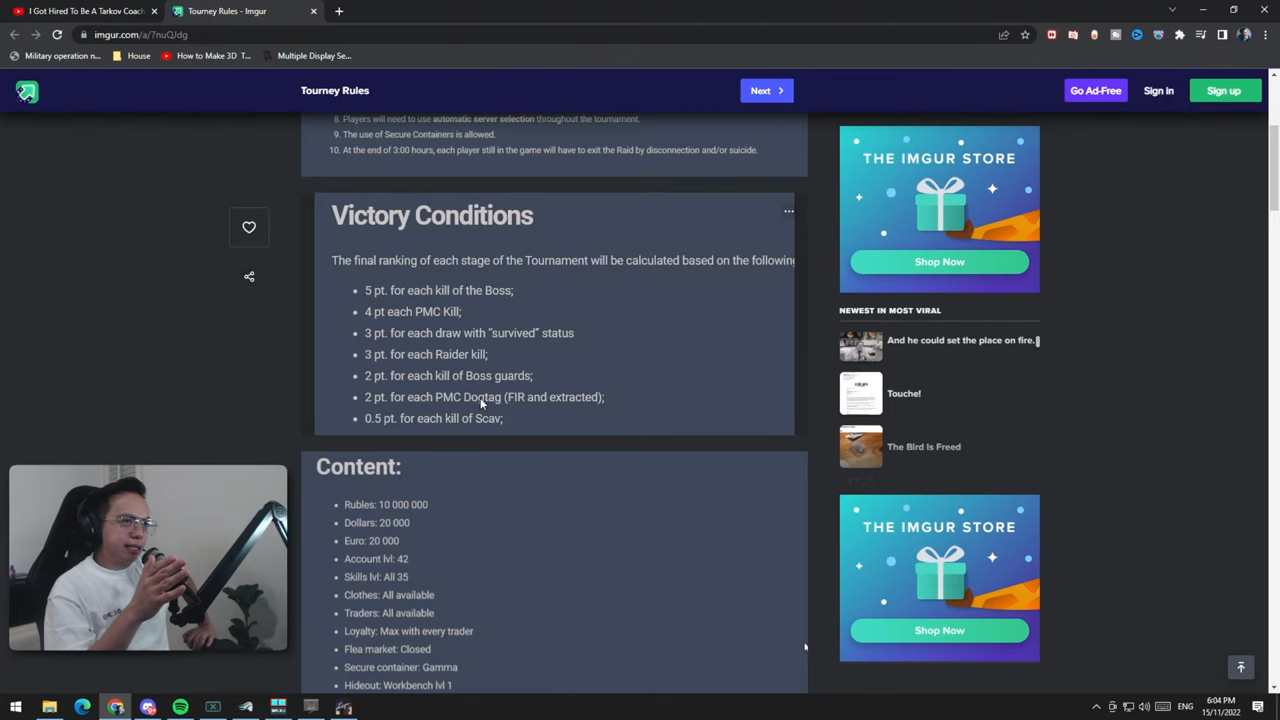 I Got Hired To Be A Tarkov Coach
Tourney Rules - Imgur
imgur.com/a/7nuQJdg
Military operation n...
House
How to Make 3D T...
Multiple Display Se...
Tourney Rules
Next
Go Ad-Free
Sign in
Sign up
8. Players will need to use automatic server selection throughout the tournament.
9. The use of Secure Containers is allowed.
10. At the end of 3:00 hours, each player still in the game will have to exit the Raid by disconnection and/or suicide.
Victory Conditions
The final ranking of each stage of the Tournament will be calculated based on the following
• 5 pt. for each kill of the Boss;
• 4 pt each PMC Kill;
• 3 pt. for each draw with "survived" status
• 3 pt. for each Raider kill;
• 2 pt. for each kill of Boss guards;
• 2 pt. for each PMC Dogtag (FIR and extracted);
• 0.5 pt. for each kill of Scav;
Content:
• Rubles: 10 000 000
• Dollars: 20 000
• Euro: 20 000
• Account lvl: 42
• Skills lvl: All 35
• Clothes: All available
• Traders: All available
• Loyalty: Max with every trader
• Flea market: Closed
• Secure container: Gamma
• Hideout: Workbench lvl 1
THE IMGUR STORE
Shop Now
NEWEST IN MOST VIRAL
And he could set the place on fire.
Touche!
The Bird Is Freed
THE IMGUR STORE
Shop Now
ENG
6:04 PM
15/11/2022